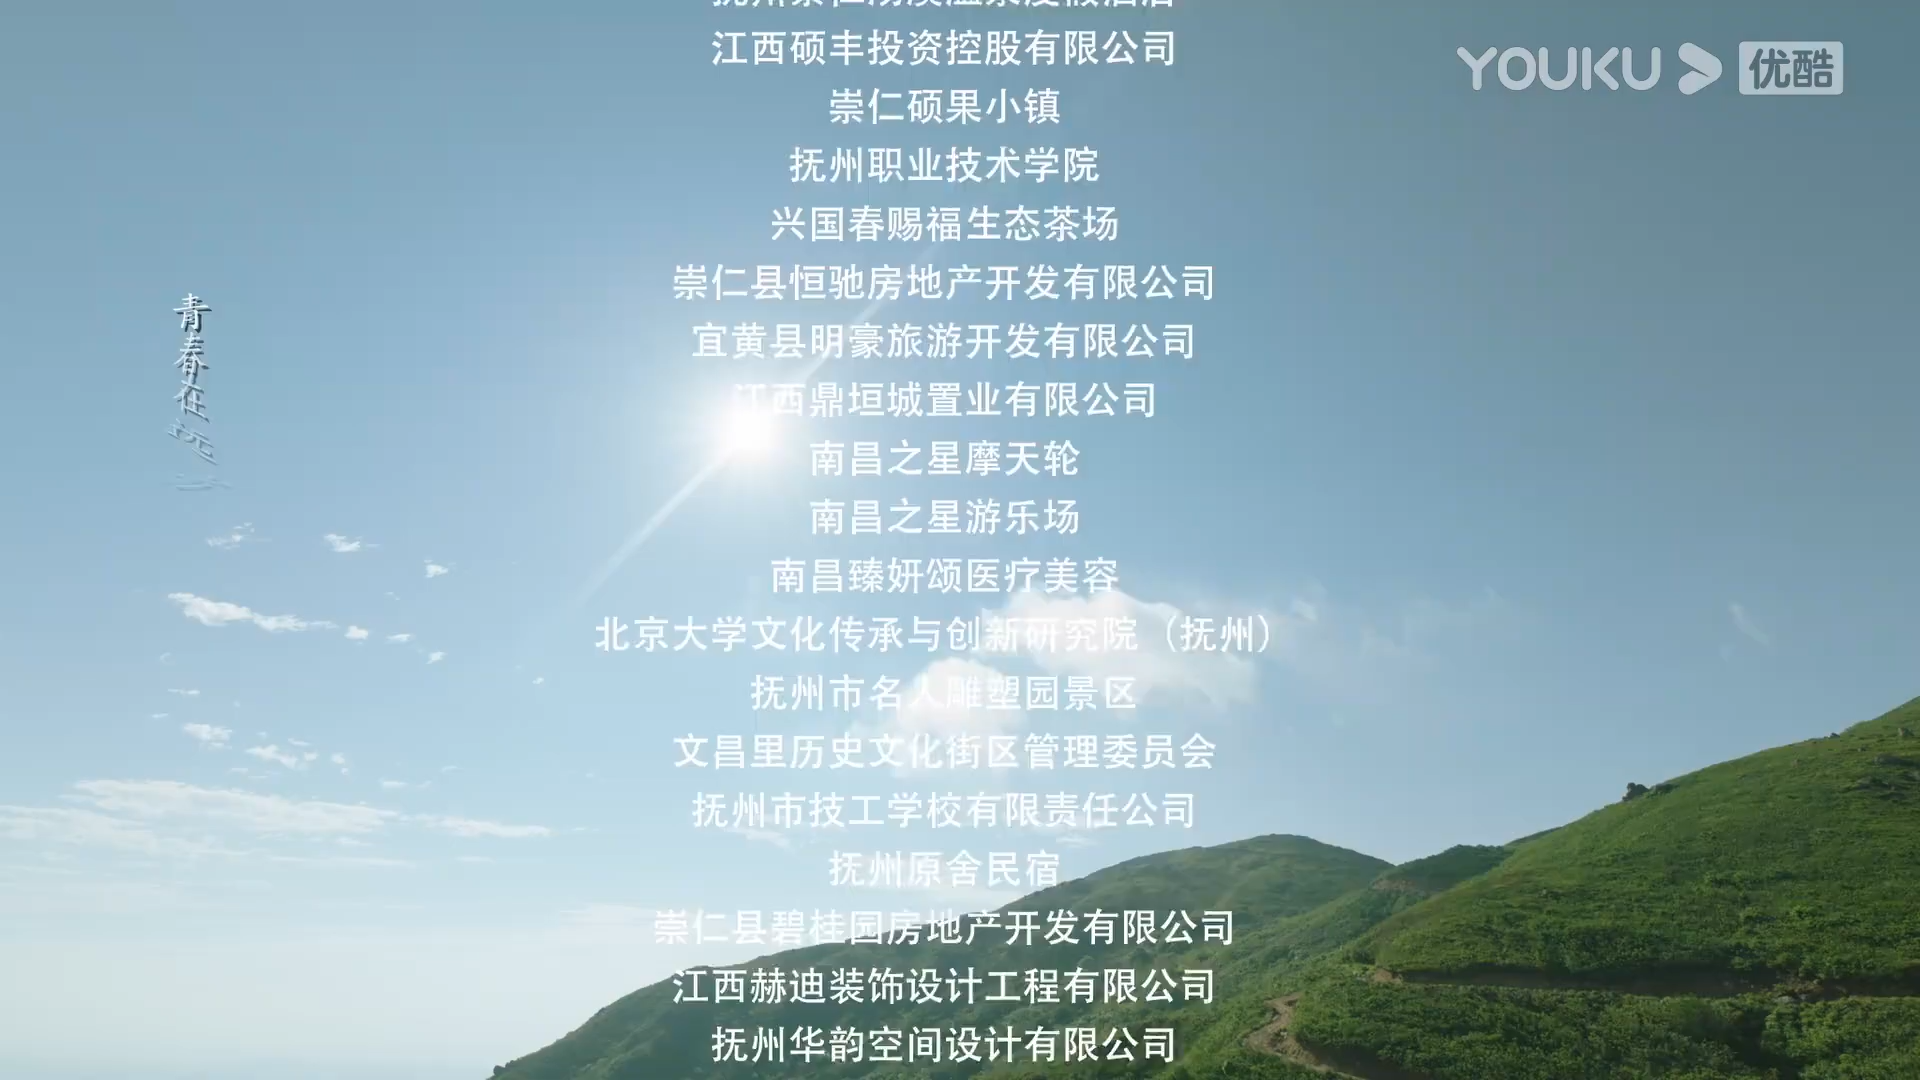 江西硕丰投资控股有限公司
YOUKU 优酷
崇仁硕果小镇
抚州职业技术学院
兴国春赐福生态茶场
崇仁县恒驰房地产开发有限公司
青春在
宜黄县明豪旅游开发有限公司
江西鼎垣城置业有限公司
南昌之星摩天轮
南昌之星游乐场
南昌臻妍颂医疗美容
北京大学文化传承与创新研究院（抚州）
抚州市名人雕塑园景区
文昌里历史文化街区管理委员会
抚州市技工学校有限责任公司
抚州原舍民宿
崇仁县碧桂园房地产开发有限公司
江西赫迪装饰设计工程有限公司
抚州华韵空间设计有限公司